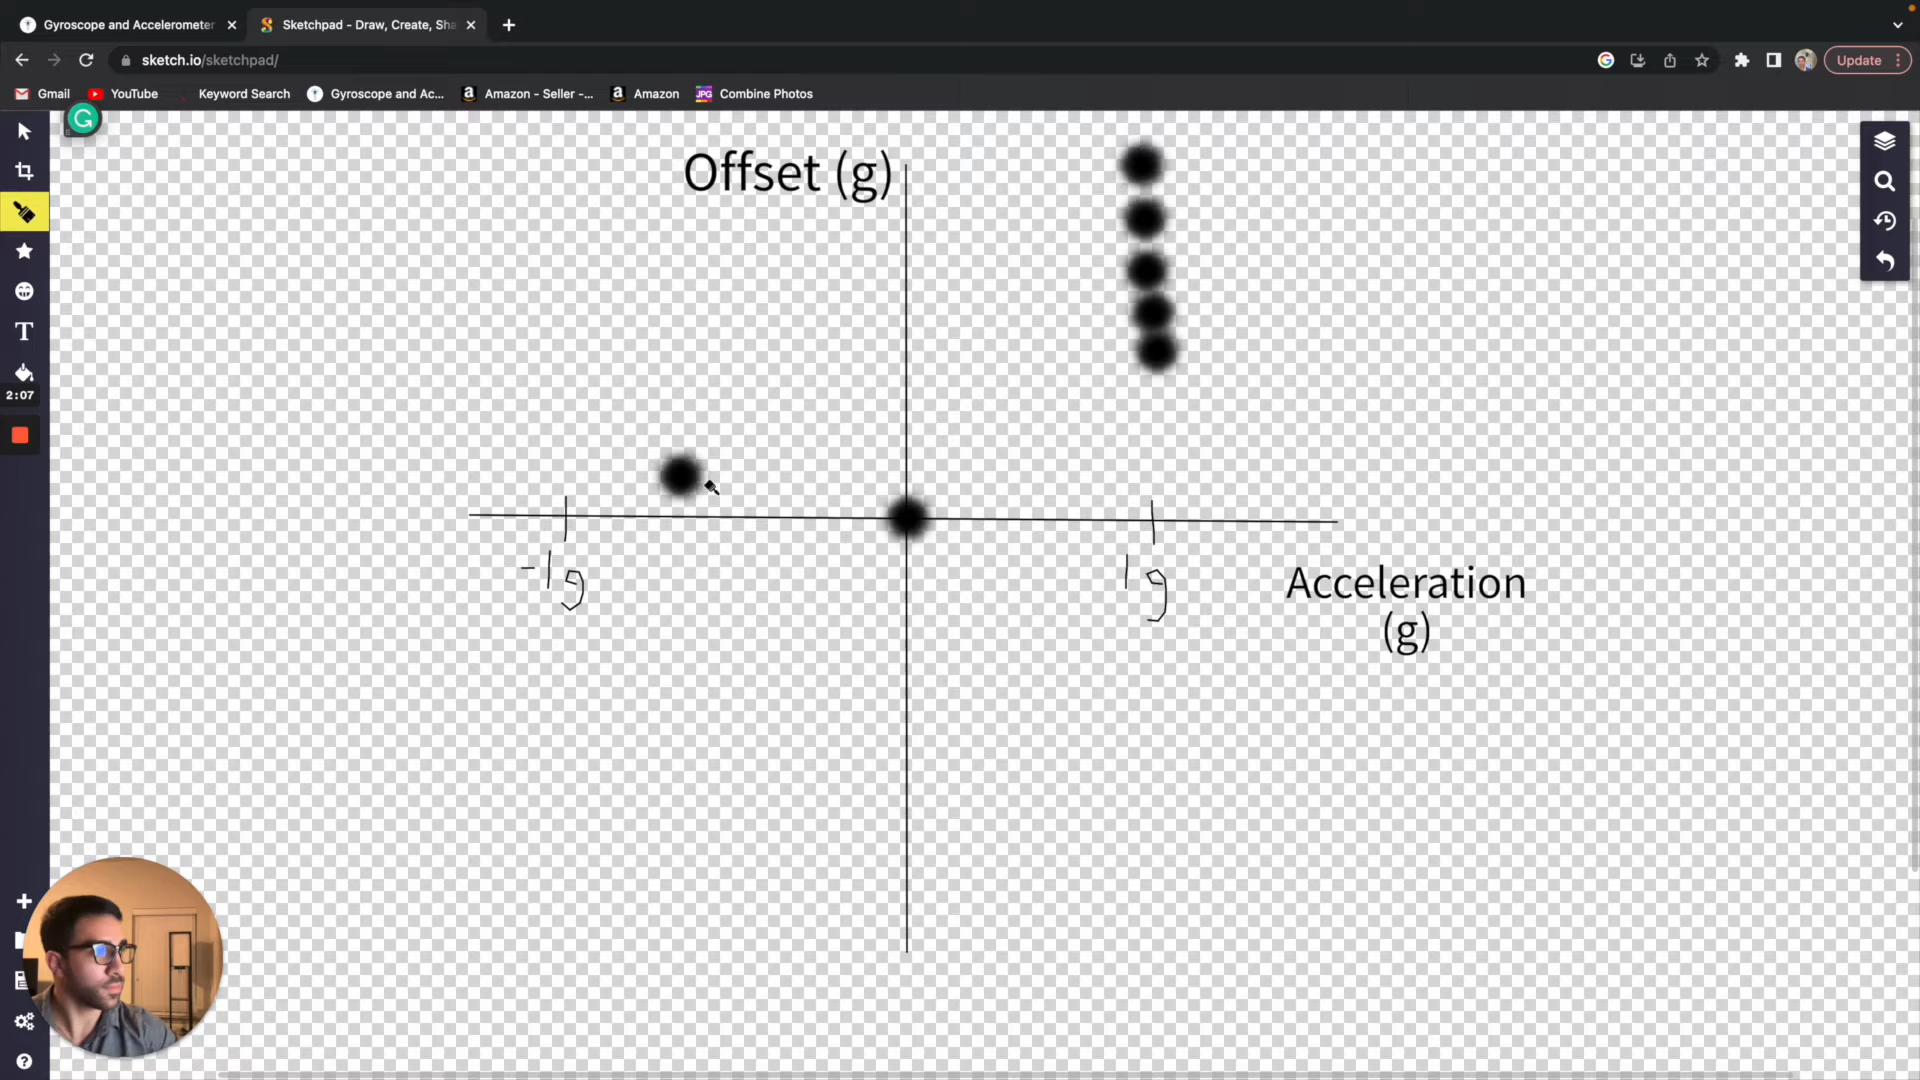 Gyroscope and Accelerometer
Sketchpad - Draw, Create, Sha
sketch.io/sketchpad/
Update
Gmail
YouTube
Keyword Search
Gyroscope and Ac...
Amazon - Seller -...
Amazon
JPG
Combine Photos
Offset (g)
2:07
-1g
1g
Acceleration
(g)